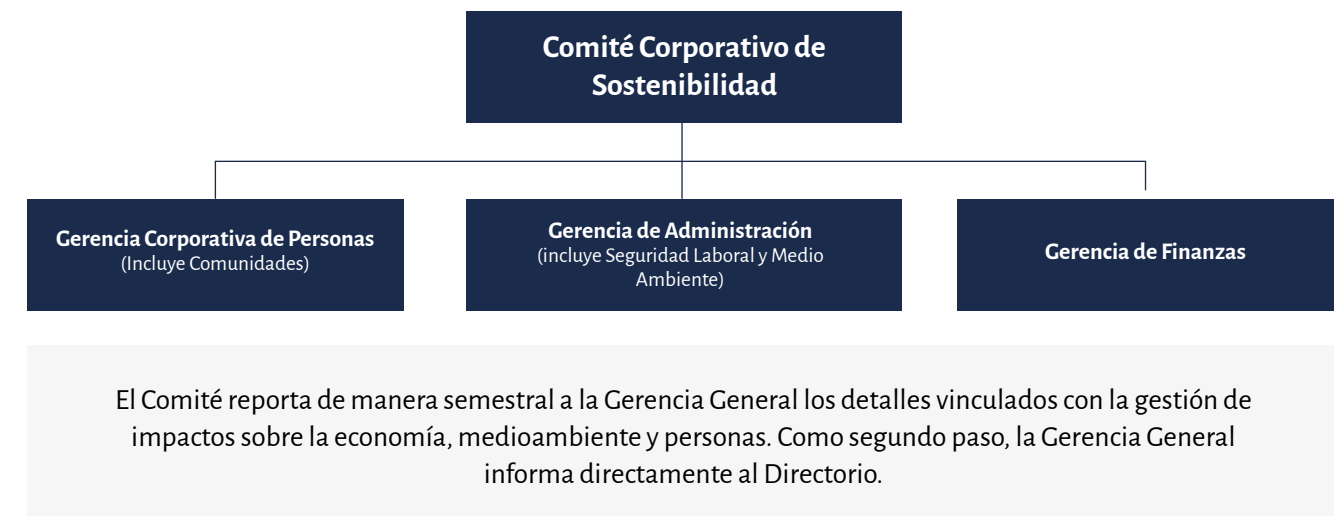 Comité Corporativo de
Sostenibilidad
Gerencia Corporativa de Personas
(Incluye Comunidades)
Gerencia de Administración
(incluye Seguridad Laboral y Medio
Ambiente)
Gerencia de Finanzas
El Comité reporta de manera semestral a la Gerencia General los detalles vinculados con la gestión de
impactos sobre la economía, medioambiente y personas. Como segundo paso, la Gerencia General
informa directamente al Directorio.